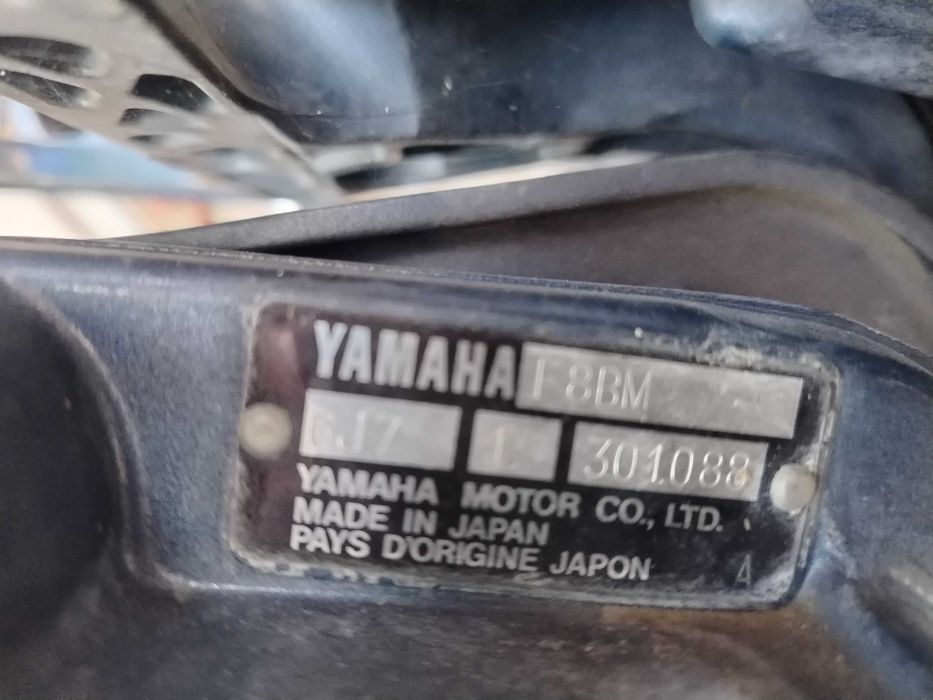 YAMAHA F8BM
6J7 L 301088
YAMAHA MOTOR CO., LTD.
MADE IN JAPAN
PAYS D'ORIGINE JAPON A